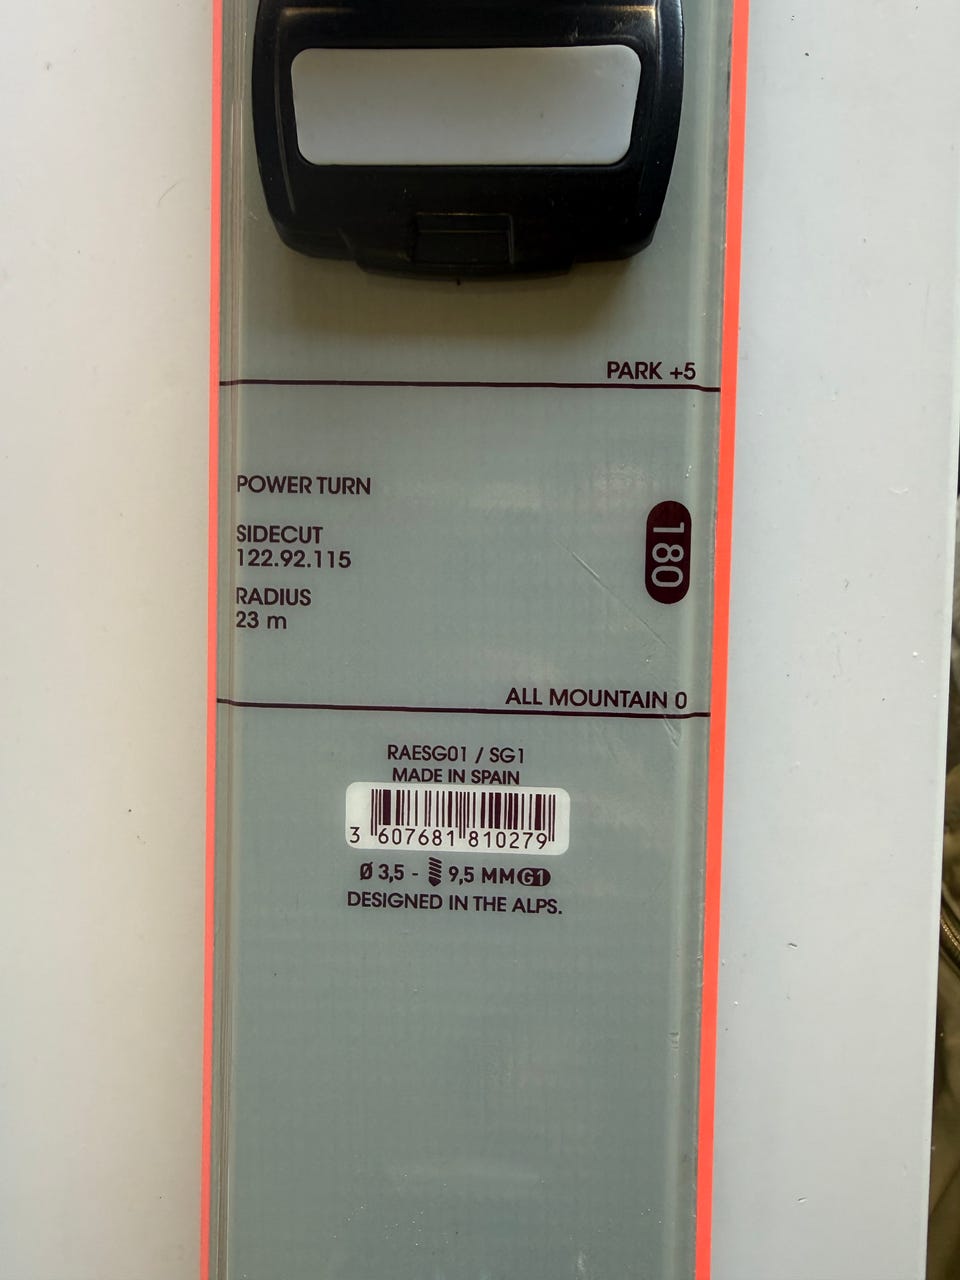 PARK +5
POWER TURN
SIDECUT
122.92.115
RADIUS
23 m
180
ALL MOUNTAIN 0
RAESG01 / SG1
MADE IN SPAIN
3 607681 810279
Ø 3,5 - 9,5 MM G1
DESIGNED IN THE ALPS.